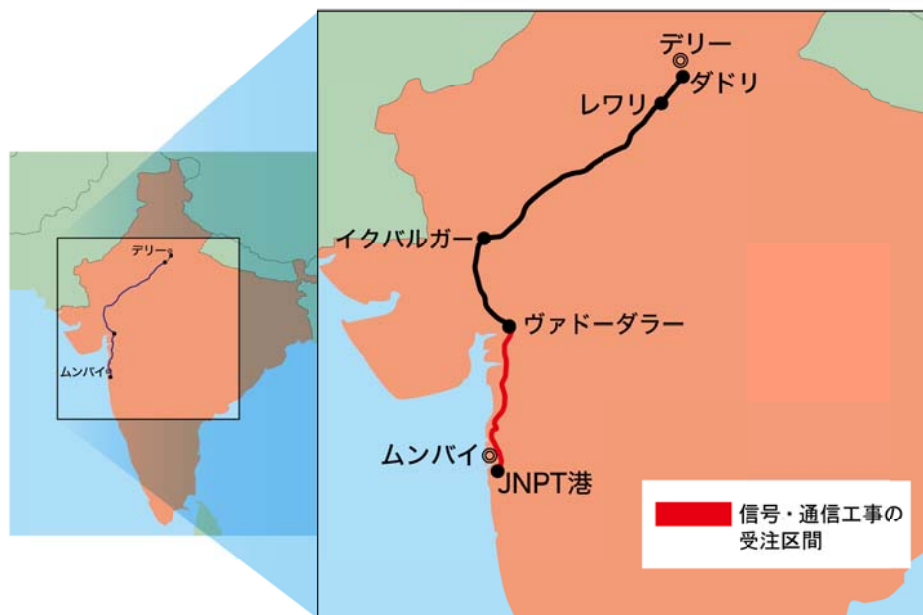 デリー
ムンバイ
デリー
ダドリ
レワリ
イクバルガー
ヴァドーダラー
ムンバイ
JNPT港
信号・通信工事の
受注区間